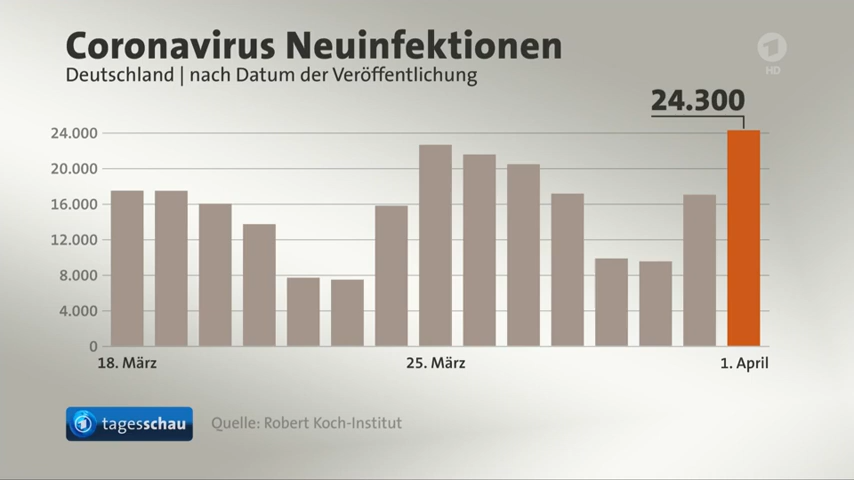 Coronavirus Neuinfektionen
Deutschland | nach Datum der Veröffentlichung
1
HD
24.300
24.000
20.000
16.000
12.000
8.000
4.000
0
18. März
25. März
1. April
tagesschau
Quelle: Robert Koch-Institut